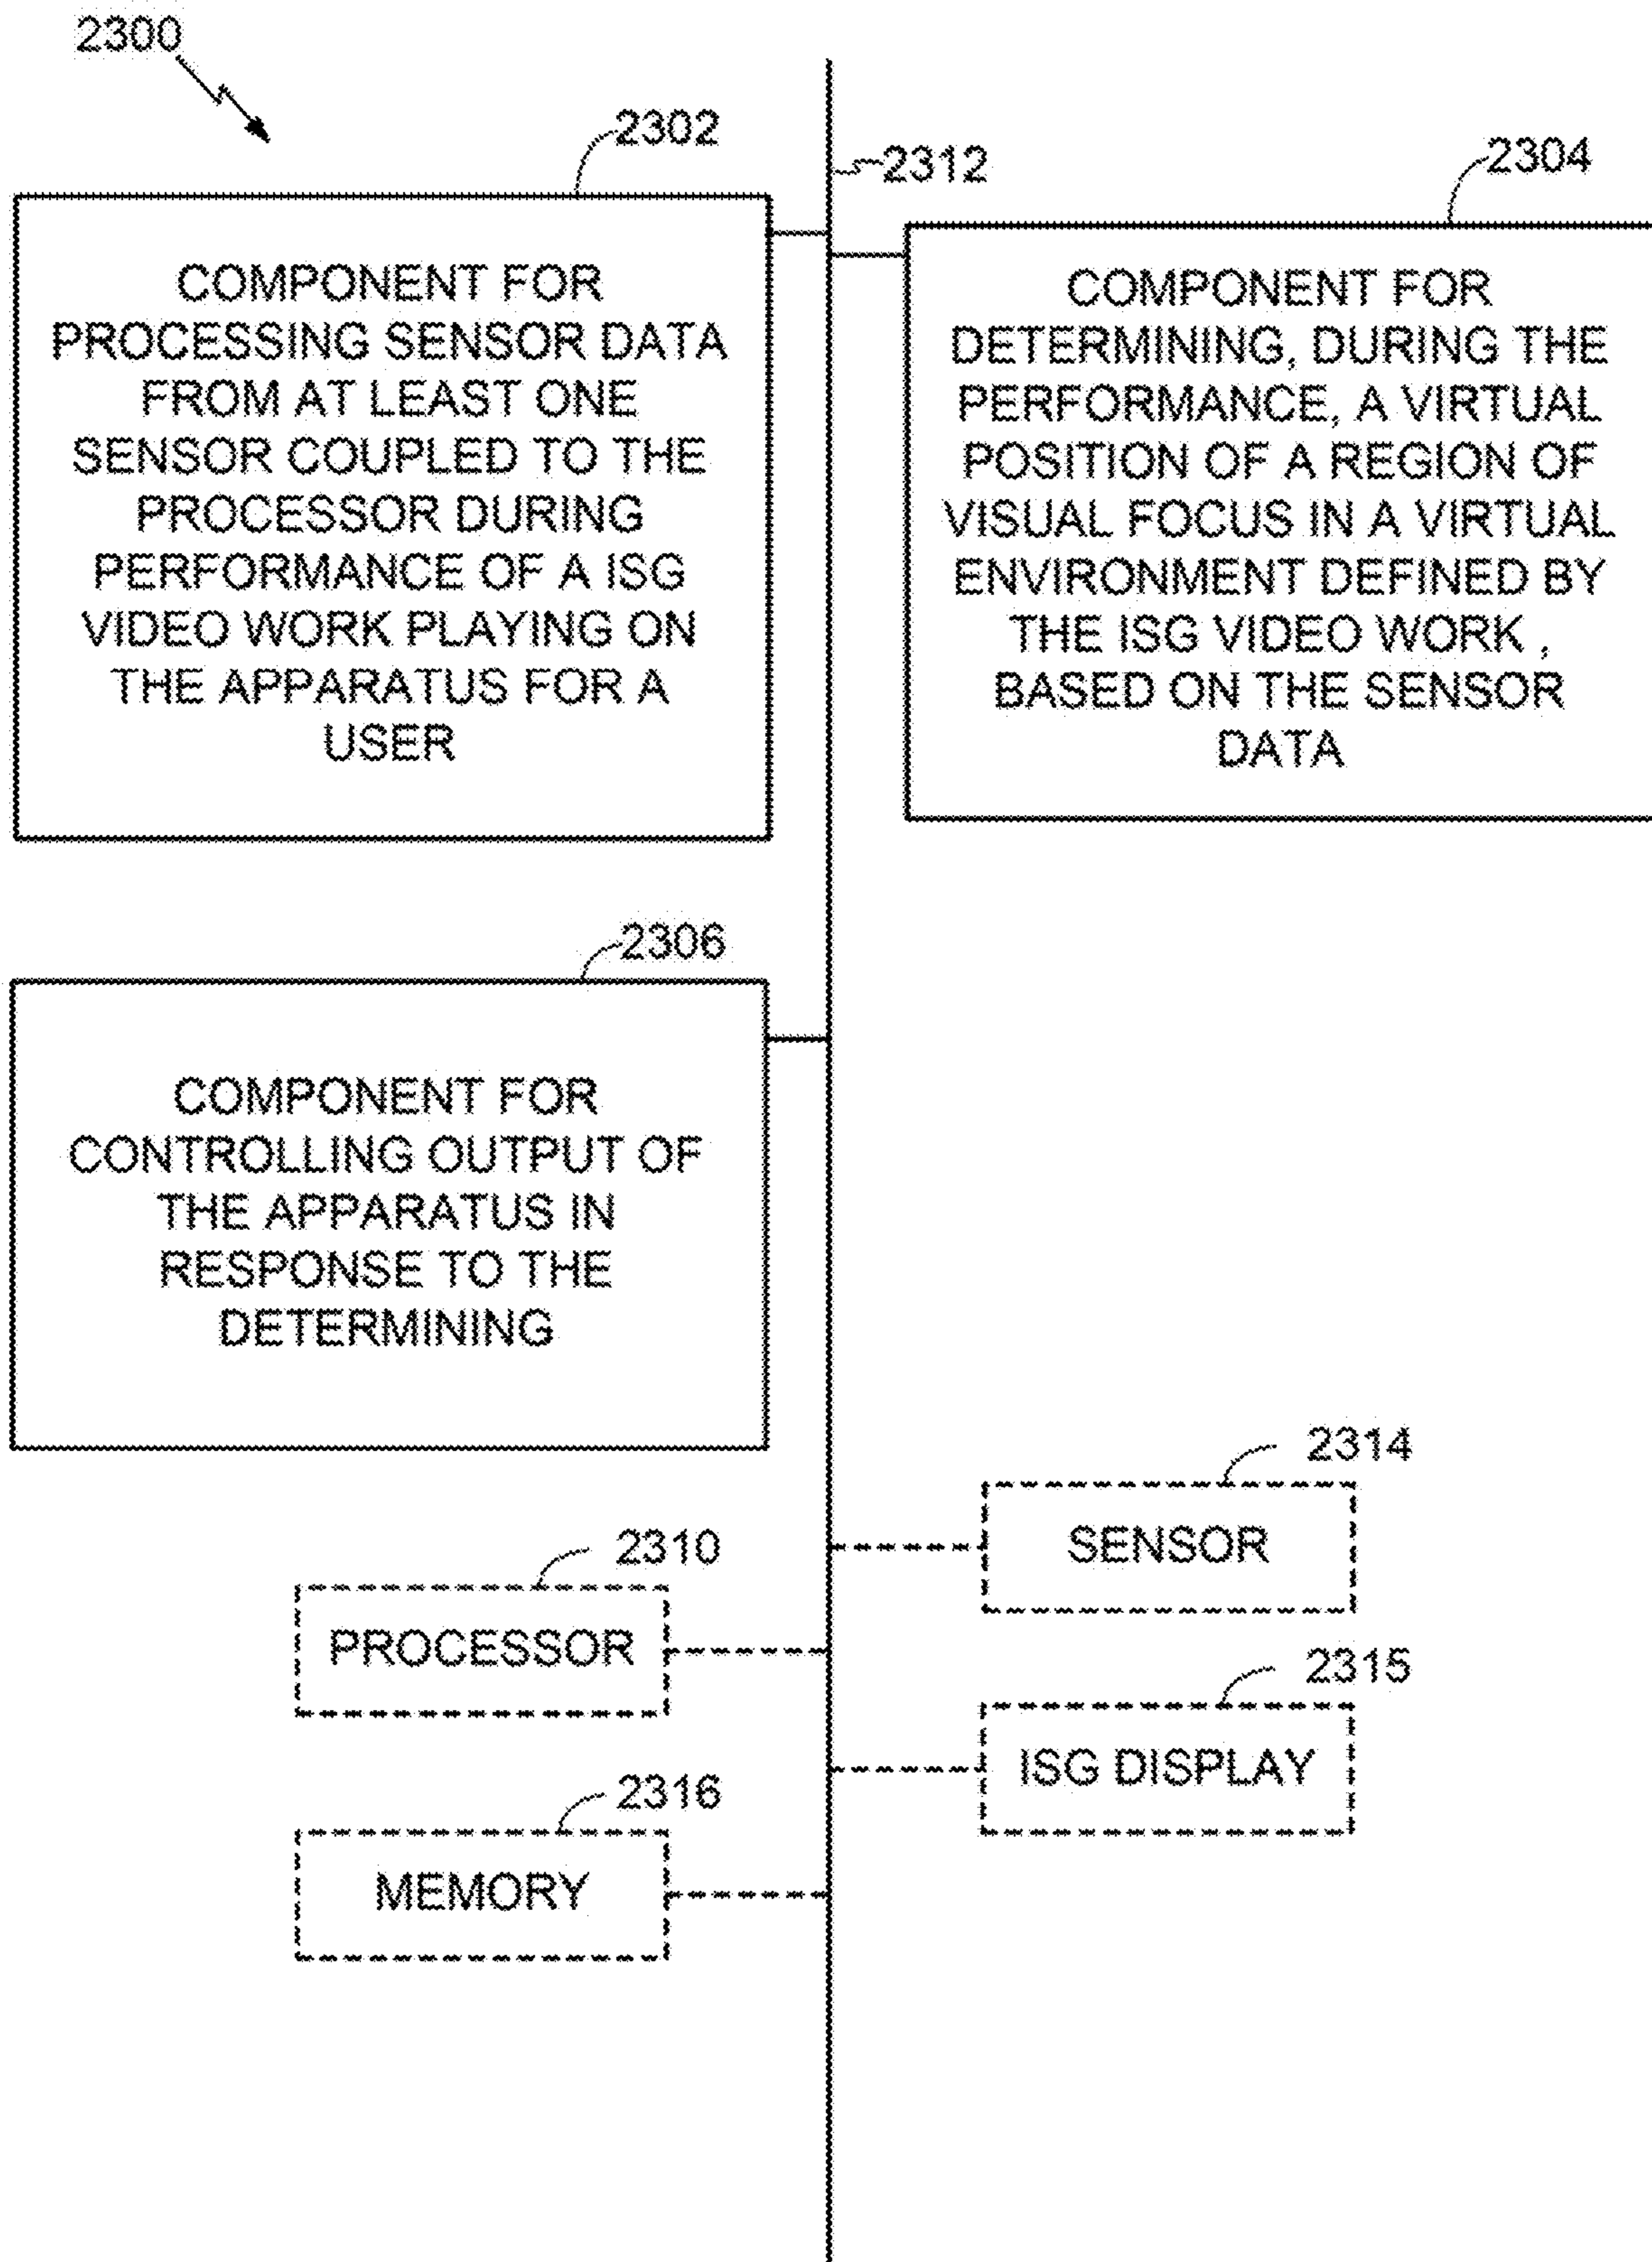 2300
2302
2312
2304
COMPONENT FOR
PROCESSING SENSOR DATA
FROM AT LEAST ONE
SENSOR COUPLED TO THE
PROCESSOR DURING
PERFORMANCE OF A ISG
VIDEO WORK PLAYING ON
THE APPARATUS FOR A
USER
COMPONENT FOR
DETERMINING, DURING THE
PERFORMANCE, A VIRTUAL
POSITION OF A REGION OF
VISUAL FOCUS IN A VIRTUAL
ENVIRONMENT DEFINED BY
THE ISG VIDEO WORK ,
BASED ON THE SENSOR
DATA
2306
COMPONENT FOR
CONTROLLING OUTPUT OF
THE APPARATUS IN
RESPONSE TO THE
DETERMINING
2314
SENSOR
2310
PROCESSOR
2315
ISG DISPLAY
2316
MEMORY